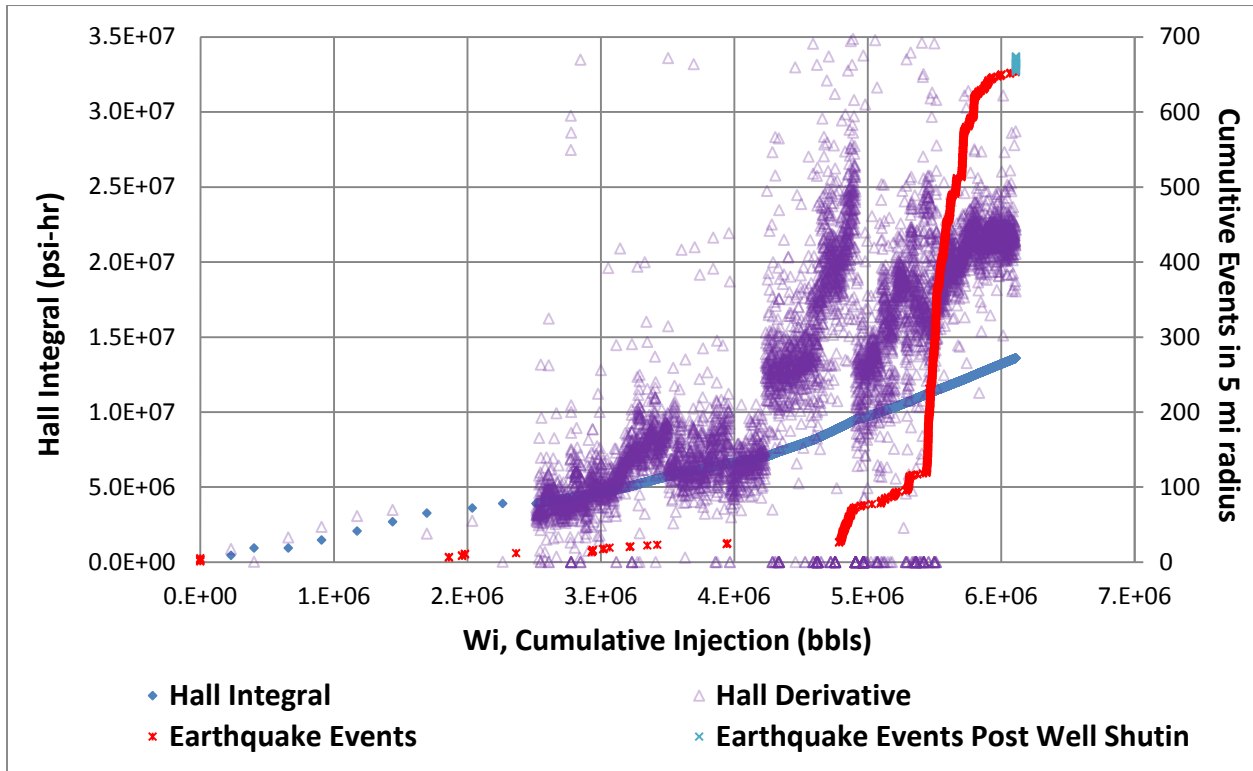 3.5E+07
3.0E+07
2.5E+07
2.0E+07
1.5E+07
1.0E+07
5.0E+06
0.0E+00
Hall Integral (psi-hr)
700
600
500
400
300
200
100
0
Cumultive Events in 5 mi radius
0.E+00 1.E+06 2.E+06 3.E+06 4.E+06 5.E+06 6.E+06 7.E+06
Wi, Cumulative Injection (bbls)
Hall Integral Hall Derivative
Earthquake Events Earthquake Events Post Well Shutin